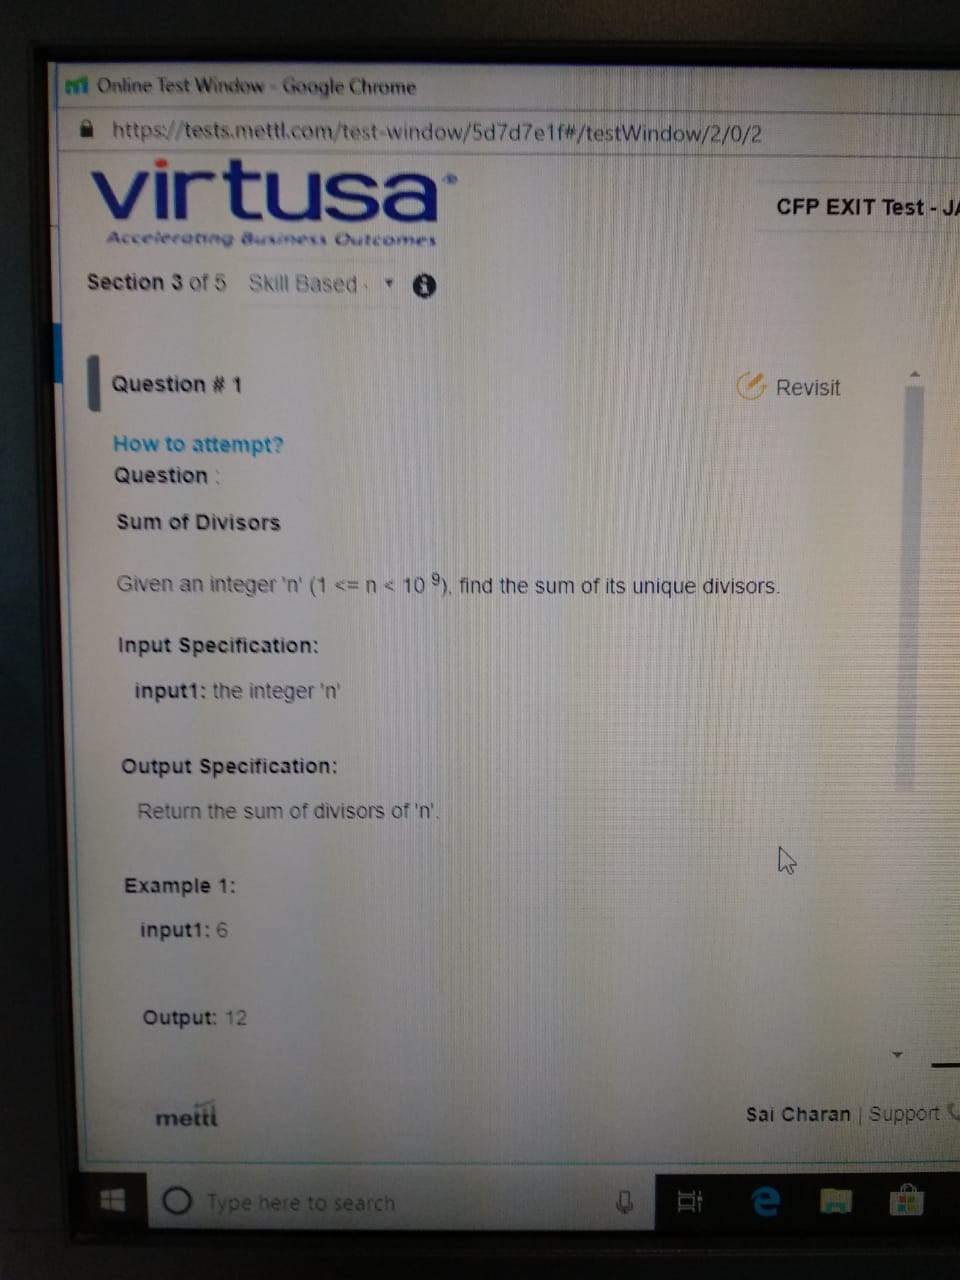 Online Test Window - Google Chrome
https://tests.mettl.com/test-window/5d7d7e1f#/testWindow/2/0/2
virtusa®
Accelerating Business Outcomes
CFP EXIT Test - JA
Section 3 of 5 Skill Based
Question # 1
Revisit
How to attempt?
Question :
Sum of Divisors
Given an integer 'n' (1 <= n < 10 9), find the sum of its unique divisors.
Input Specification:
input1: the integer 'n'
Output Specification:
Return the sum of divisors of 'n'.
Example 1:
input1: 6
Output: 12
mettl
Sai Charan | Support
Type here to search